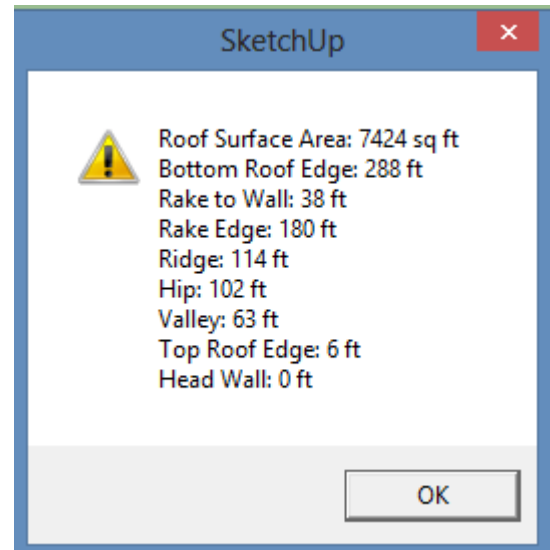 SketchUp
Roof Surface Area: 7424 sq ft
Bottom Roof Edge: 288 ft
Rake to Wall: 38 ft
Rake Edge: 180 ft
Ridge: 114 ft
Hip: 102 ft
Valley: 63 ft
Top Roof Edge: 6 ft
Head Wall: 0 ft
OK